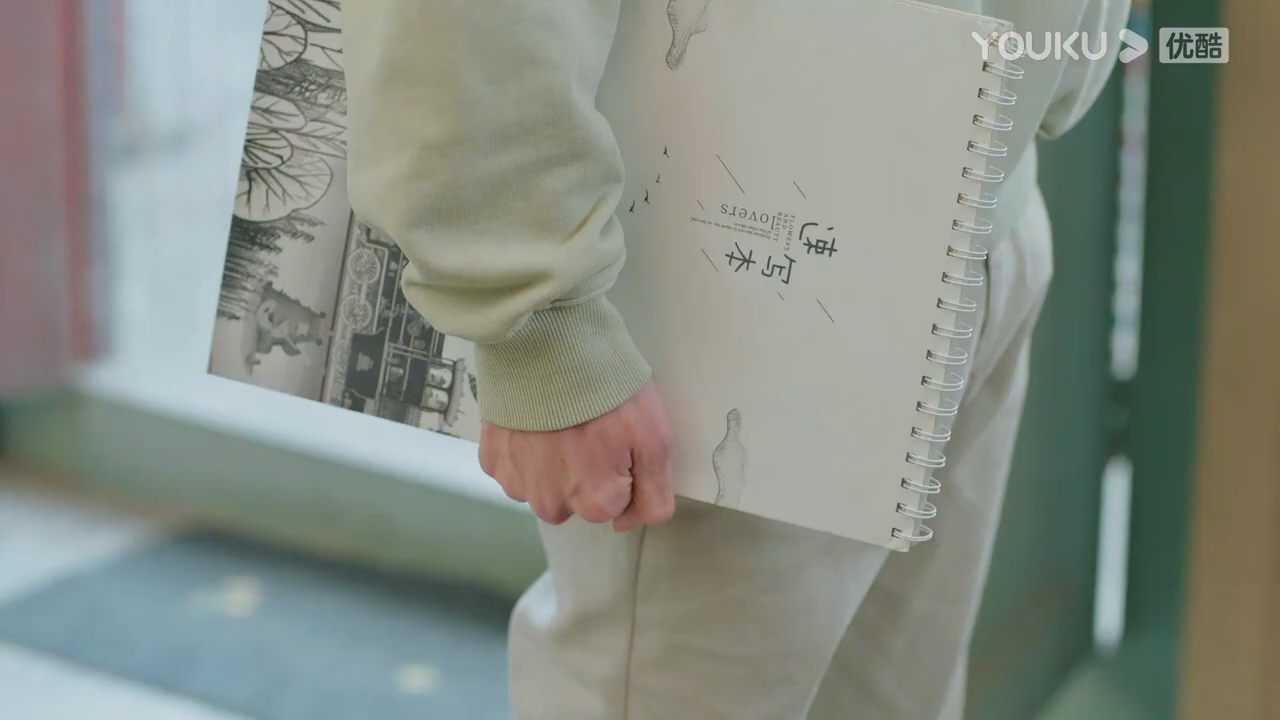 YOUKU 优酷
速写本
FLOWERS
AND
BEAUTY
lovers